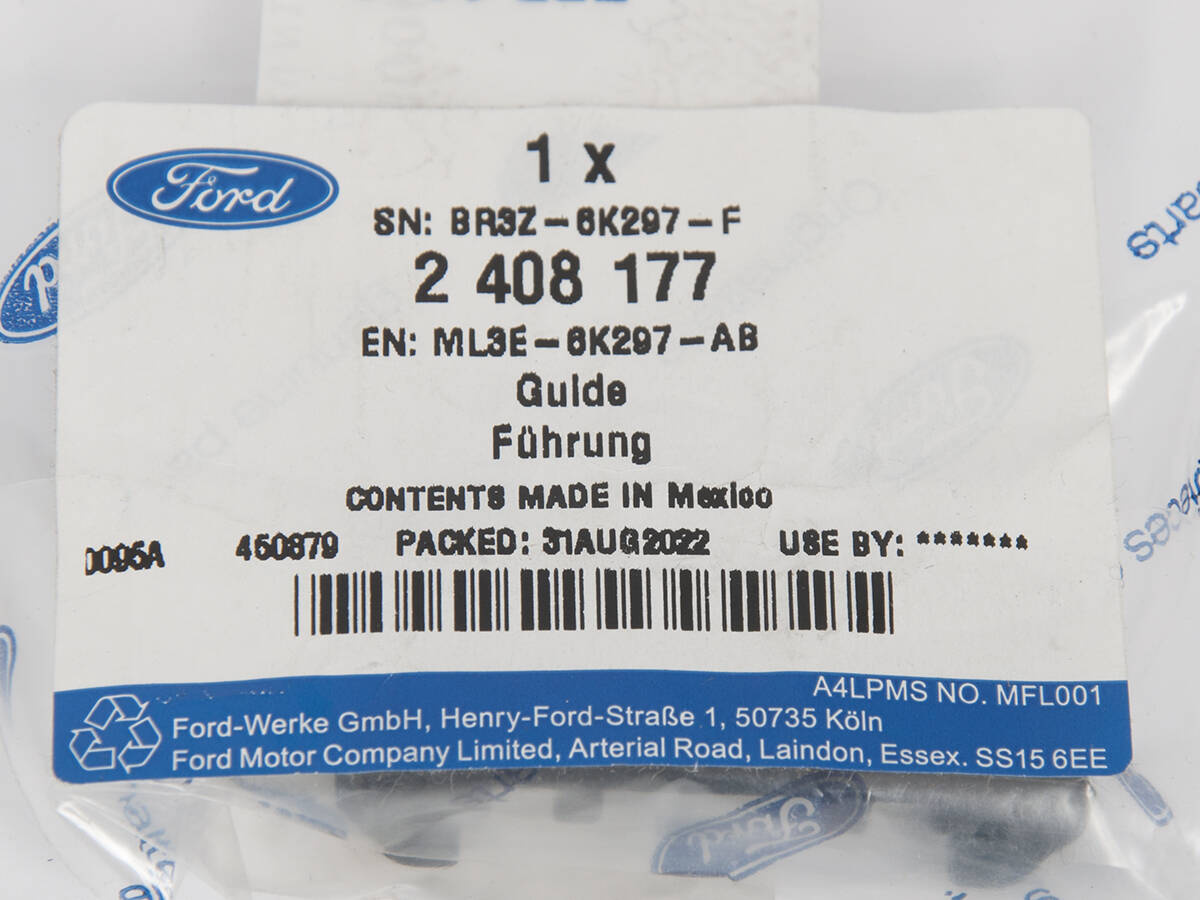 Ford
1 x
SN: BR3Z-6K297-F
2 408 177
EN: ML3E-6K297-AB
Guide
Führung
CONTENTS MADE IN Mexico
0095A 450879 PACKED: 31AUG2022 USE BY: *******
A4LPMS NO. MFL001
Ford-Werke GmbH, Henry-Ford-Straße 1, 50735 Köln
Ford Motor Company Limited, Arterial Road, Laindon, Essex. SS15 6EE
parts
Ford